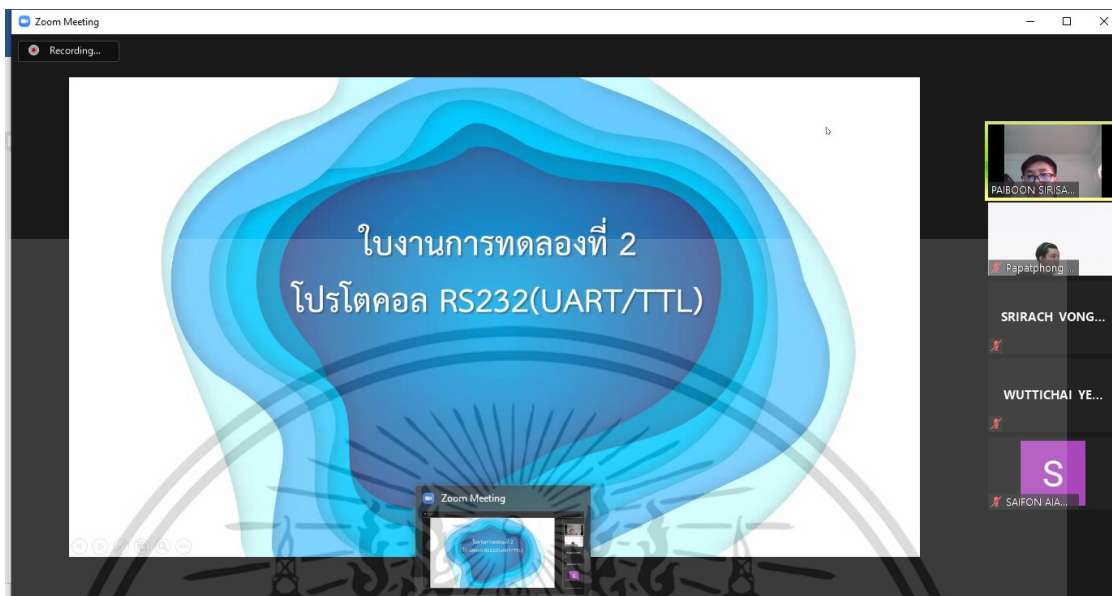 Zoom Meeting
Recording...
ใบงานการทดลองที่ 2
โปรโตคอล RS232(UART/TTL)
PAIBOON SIRISA...
Papatphong ...
SRIRACH VONG...
WUTTICHAI YE...
S
SAIFON AIA...
Zoom Meeting